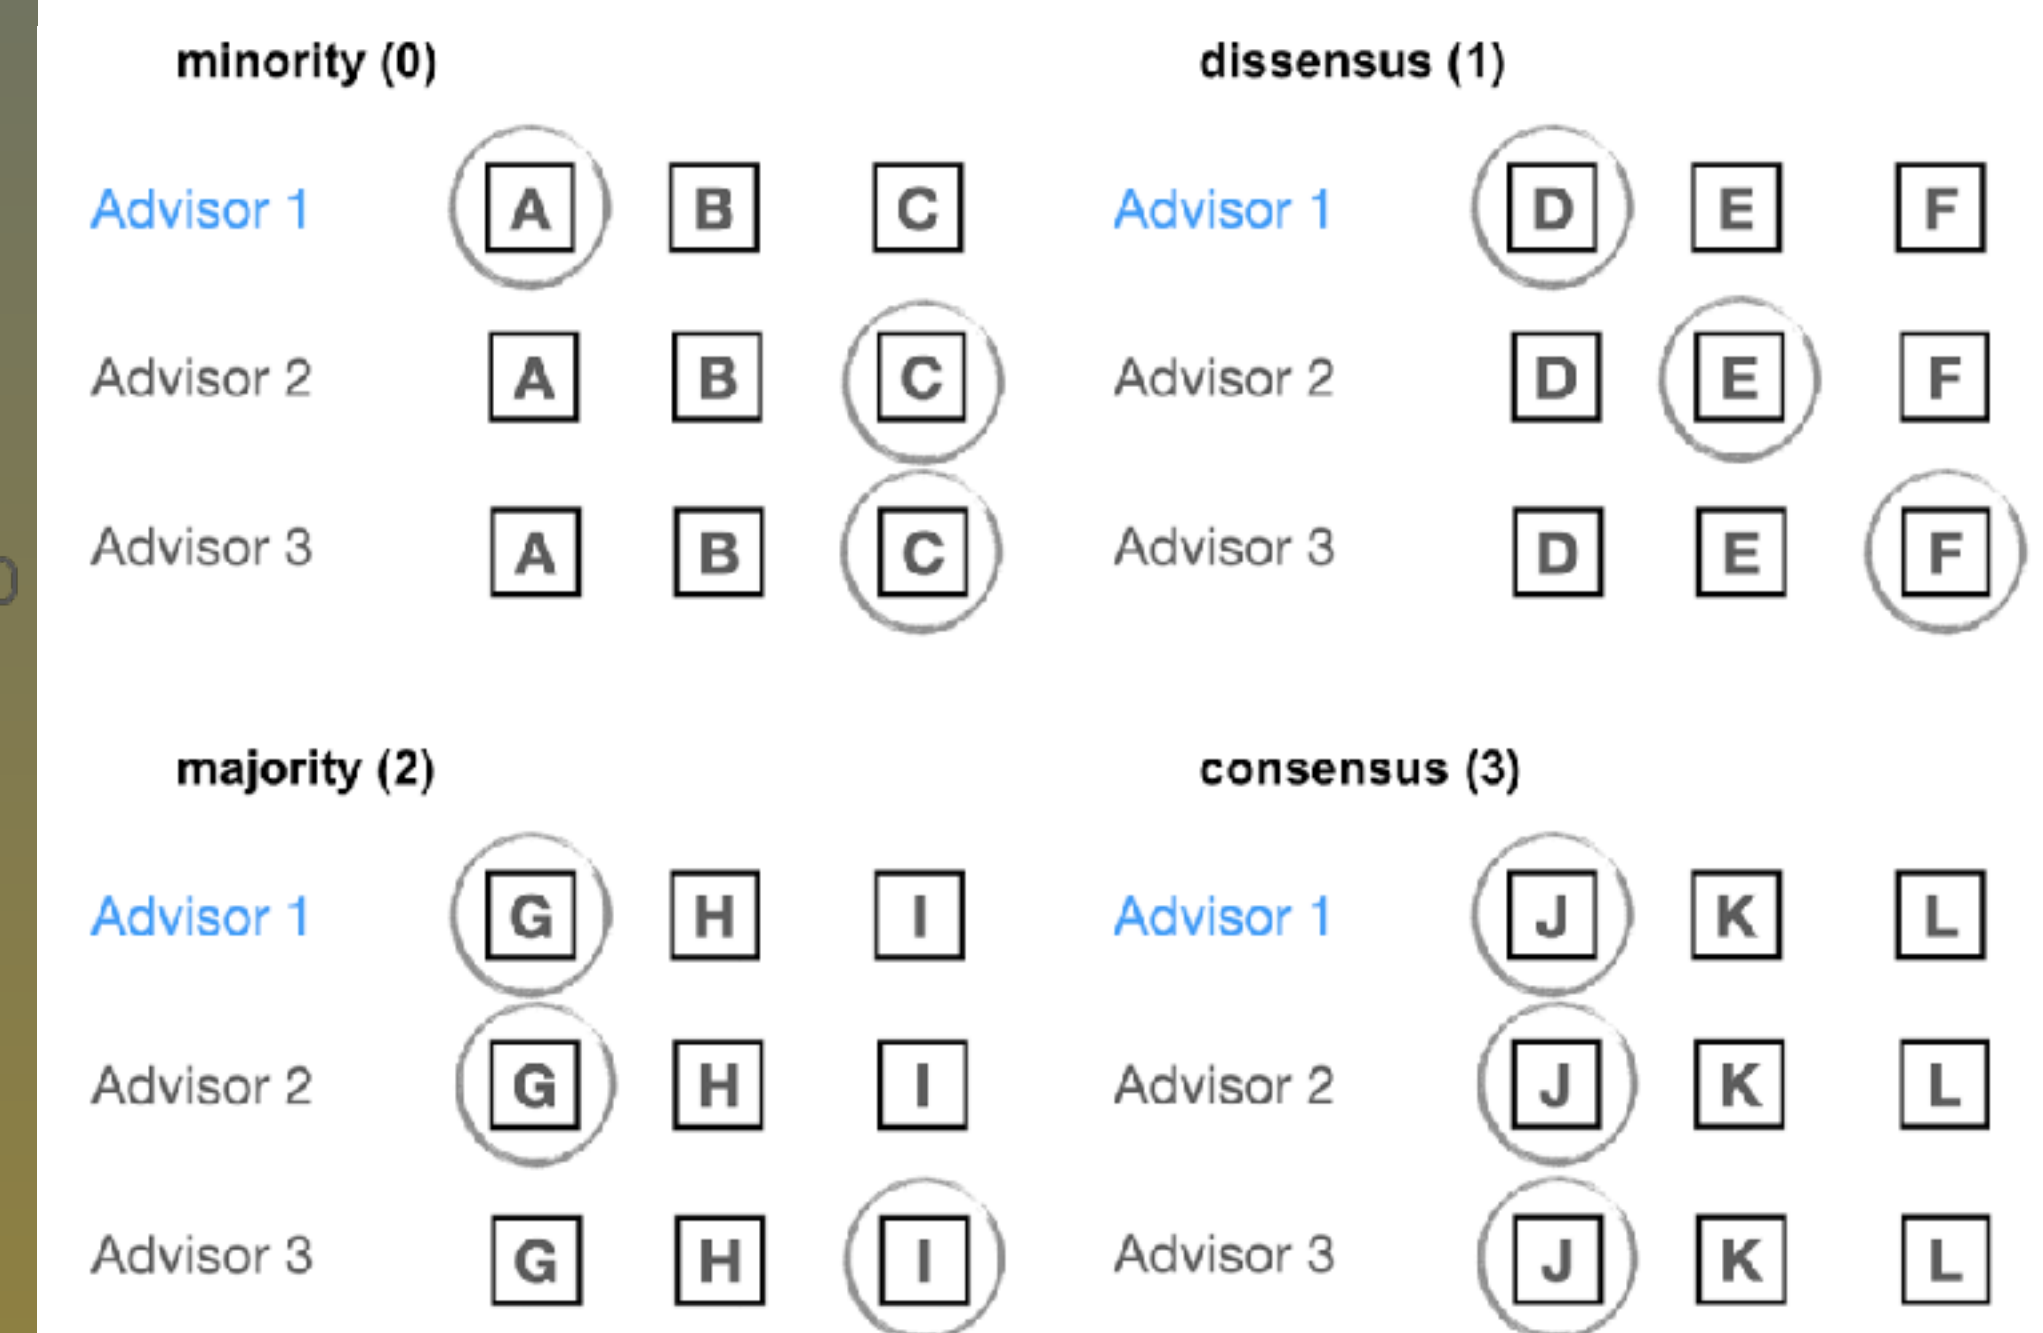 minority (0)
Advisor 1 A B C
Advisor 2 A B C
Advisor 3 A B C
dissensus (1)
Advisor 1 D E F
Advisor 2 D E F
Advisor 3 D E F
majority (2)
Advisor 1 G H I
Advisor 2 G H I
Advisor 3 G H I
consensus (3)
Advisor 1 J K L
Advisor 2 J K L
Advisor 3 J K L